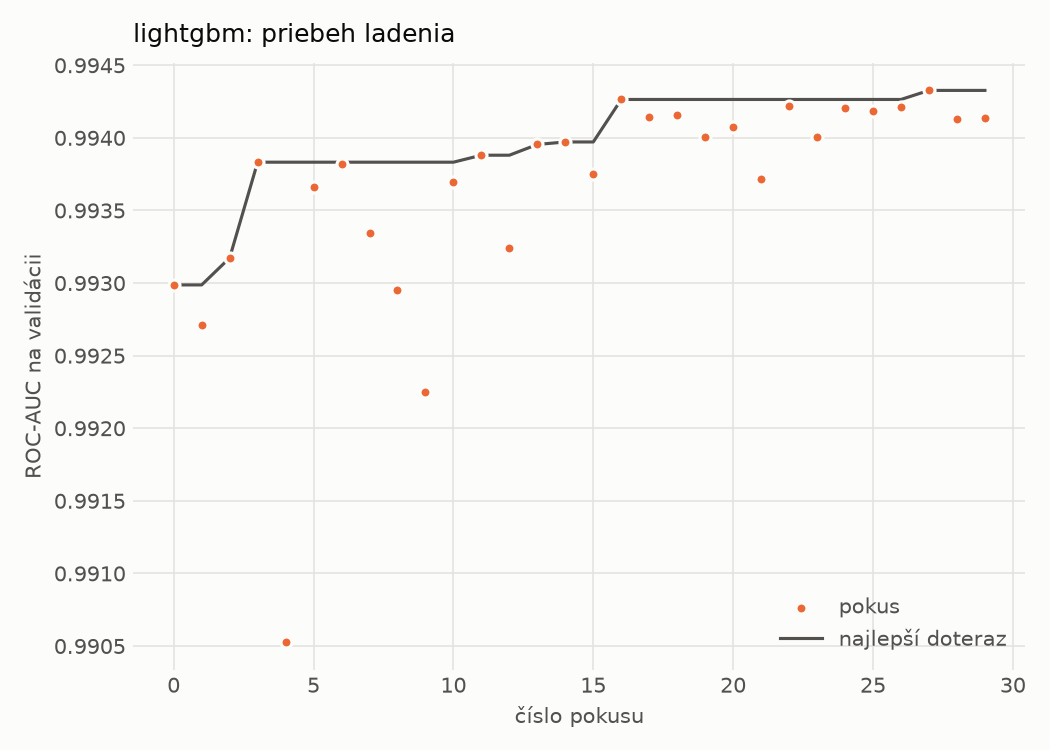 lightgbm: priebeh ladenia
0.9945
0.9940
0.9935
0.9930
0.9925
0.9920
0.9915
0.9910
0.9905
ROC-AUC na validácii
pokus
najlepší doteraz
0 5 10 15 20 25 30
číslo pokusu